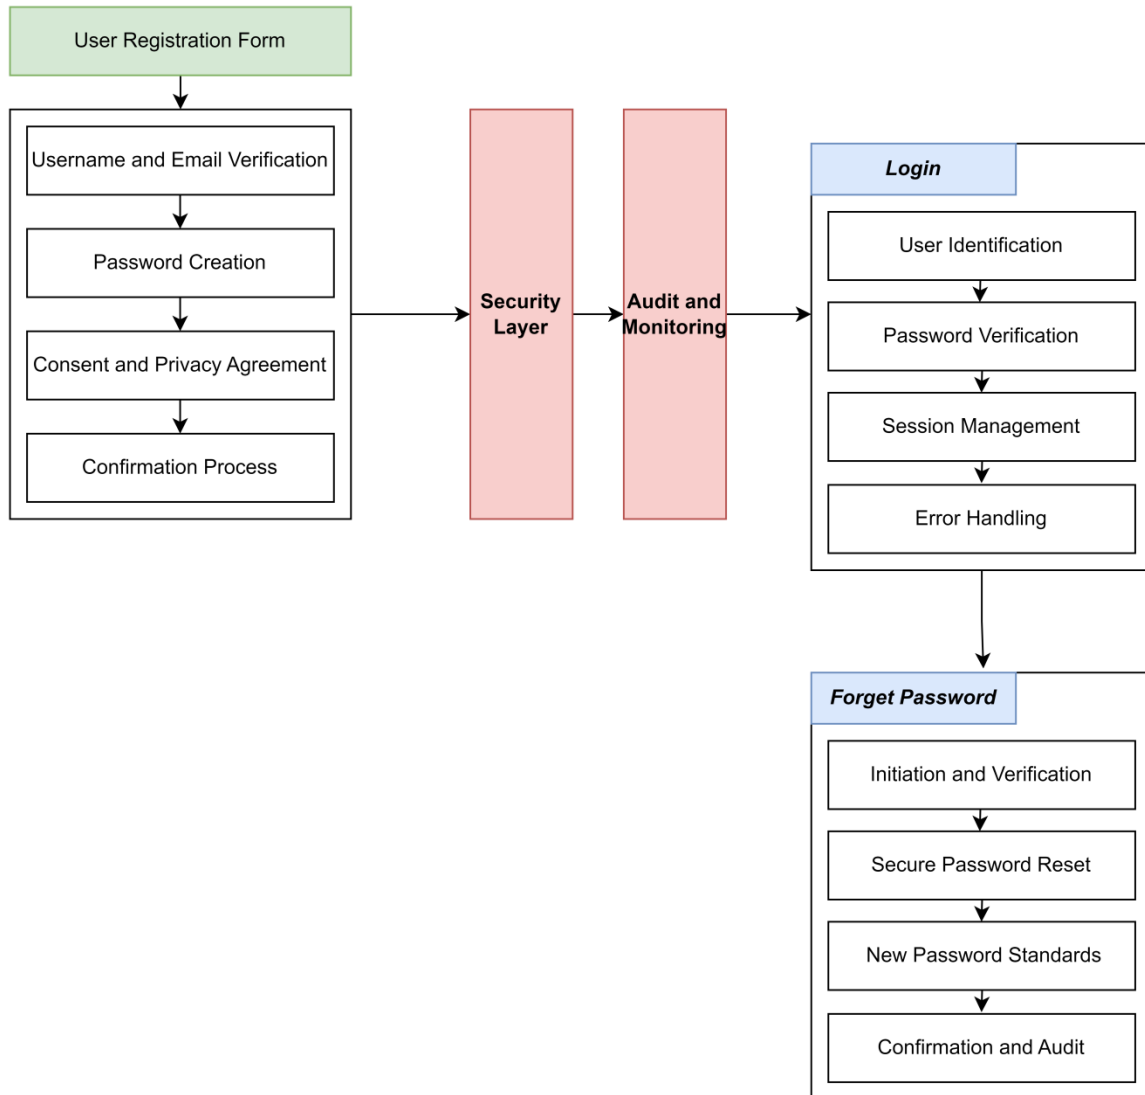 User Registration Form
Username and Email Verification
Password Creation
Consent and Privacy Agreement
Confirmation Process
Security
Layer
Audit and
Monitoring
Login
User Identification
Password Verification
Session Management
Error Handling
Forget Password
Initiation and Verification
Secure Password Reset
New Password Standards
Confirmation and Audit